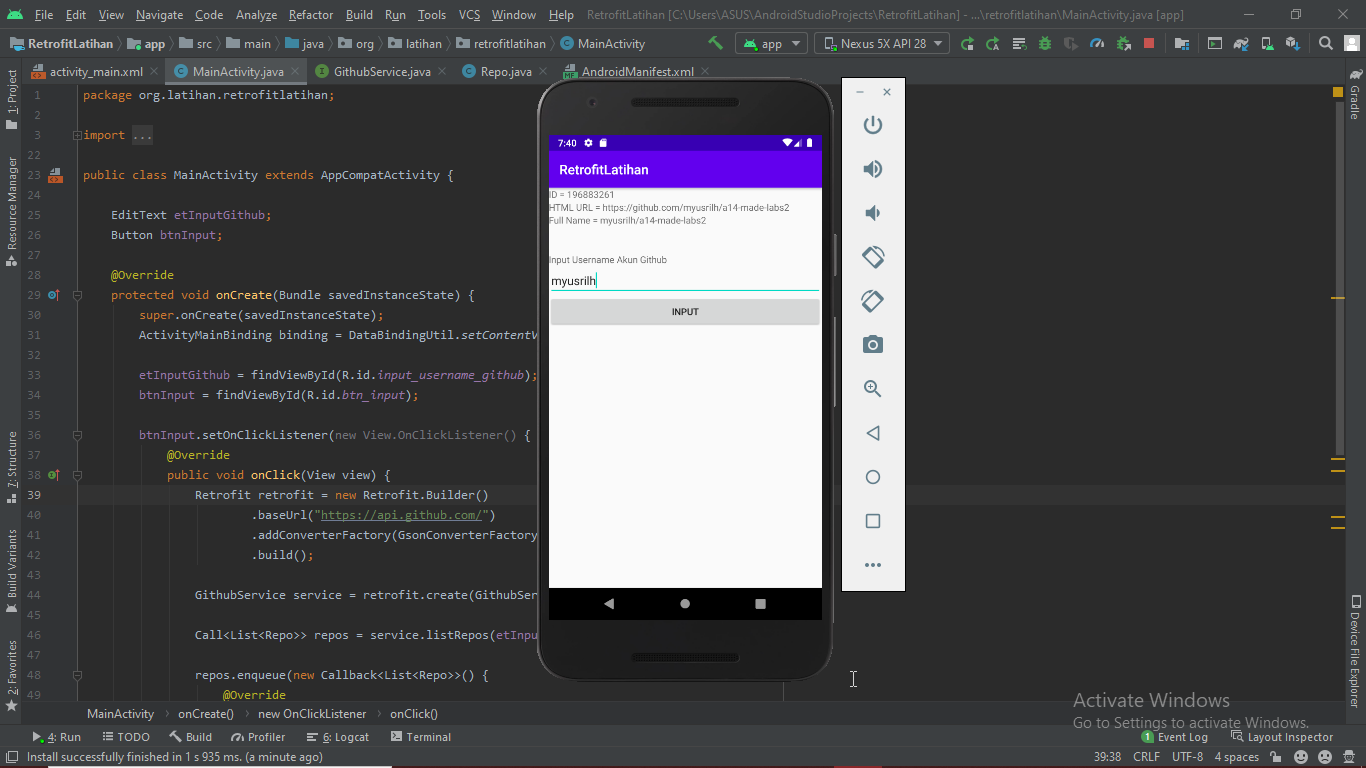 File Edit View Navigate Code Analyze Refactor Build Run Tools VCS Window Help RetrofitLatihan [C:\Users\ASUS\AndroidStudioProjects\RetrofitLatihan] - ...\retrofitlatihan\MainActivity.java [app]
RetrofitLatihan app src main java org latihan retrofitlatihan MainActivity app Nexus 5X API 28
activity_main.xml MainActivity.java GithubService.java Repo.java AndroidManifest.xml
1: Project
Resource Manager
7: Structure
Build Variants
2: Favorites
Gradle
Device File Explorer
1 package org.latihan.retrofitlatihan;
2
3 import ...
22
23 public class MainActivity extends AppCompatActivity {
24
25 EditText etInputGithub;
26 Button btnInput;
27
28 @Override
29 protected void onCreate(Bundle savedInstanceState) {
30 super.onCreate(savedInstanceState);
31 ActivityMainBinding binding = DataBindingUtil.setContentV
32
33 etInputGithub = findViewById(R.id.input_username_github);
34 btnInput = findViewById(R.id.btn_input);
35
36 btnInput.setOnClickListener(new View.OnClickListener() {
37 @Override
38 public void onClick(View view) {
39 Retrofit retrofit = new Retrofit.Builder()
40 .baseUrl("https://api.github.com/")
41 .addConverterFactory(GsonConverterFactory
42 .build();
43
44 GithubService service = retrofit.create(GithubSer
45
46 Call<List<Repo>> repos = service.listRepos(etInpu
47
48 repos.enqueue(new Callback<List<Repo>>() {
49 @Override
7:40
RetrofitLatihan
ID = 196883261
HTML URL = https://github.com/myusrilh/a14-made-labs2
Full Name = myusrilh/a14-made-labs2
Input Username Akun Github
myusrilh
INPUT
Activate Windows
Go to Settings to activate Windows.
MainActivity onCreate() new OnClickListener onClick()
4: Run TODO Build Profiler 6: Logcat Terminal 1 Event Log Layout Inspector
Install successfully finished in 1 s 935 ms. (a minute ago) 39:38 CRLF UTF-8 4 spaces